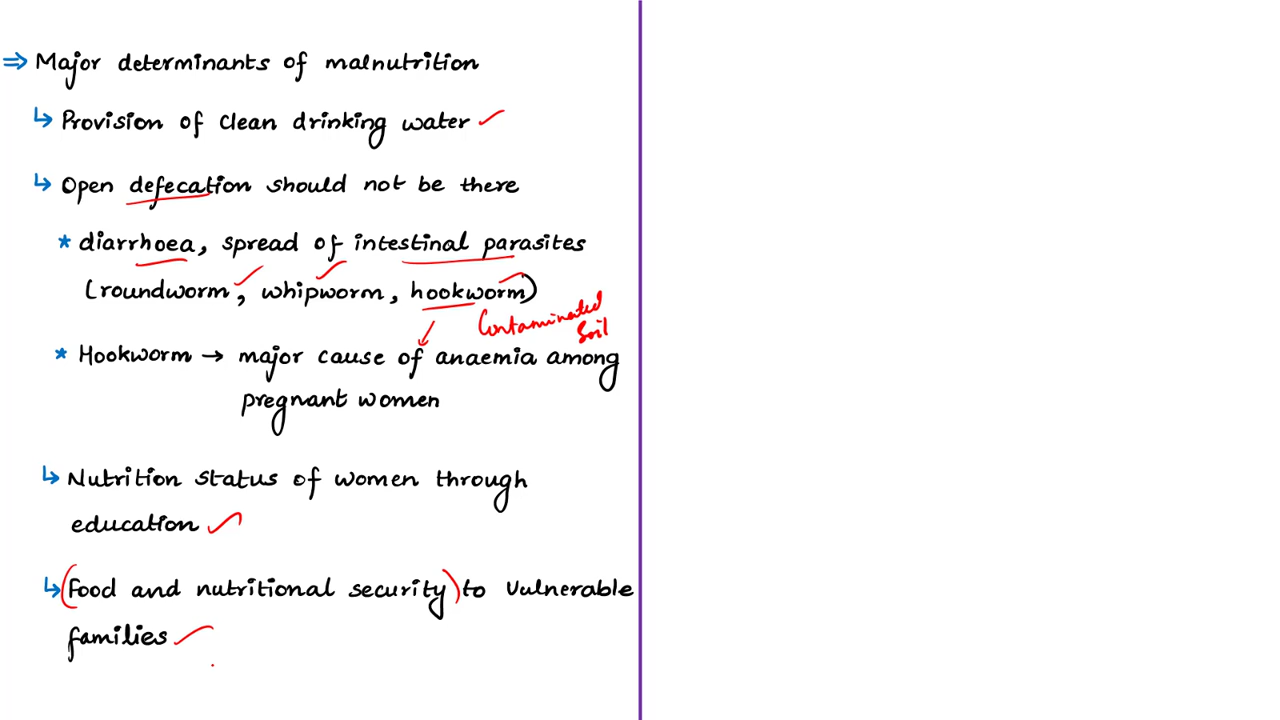 ⇒ Major determinants of malnutrition
↳ Provision of clean drinking water ✓
↳ Open defecation should not be there
* diarrhoea, spread of intestinal parasites
(roundworm, whipworm, hookworm)
Contaminated
Soil
* Hookworm → major cause of anaemia among
pregnant women
↳ Nutrition status of women through
education ✓
↳ (Food and nutritional security) to vulnerable
families ✓